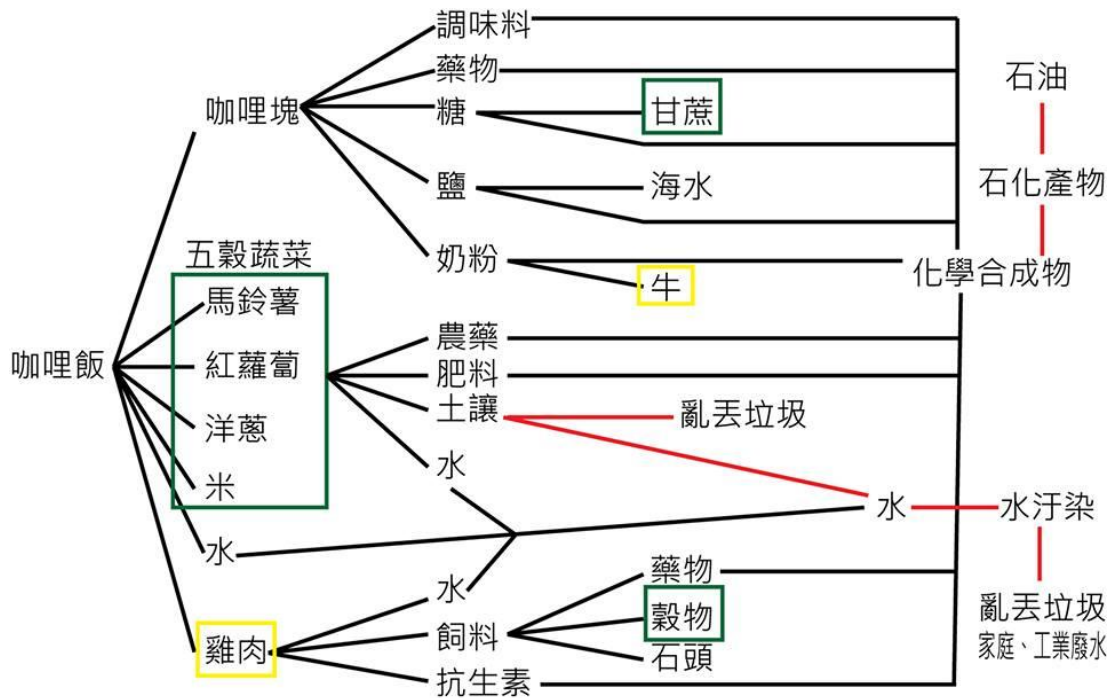 咖哩飯
咖哩塊
五穀蔬菜
馬鈴薯
紅蘿蔔
洋蔥
米
水
雞肉
調味料
藥物
糖
鹽
奶粉
農藥
肥料
土讓
水
水
飼料
抗生素
甘蔗
海水
牛
亂丟垃圾
藥物
穀物
石頭
水
石油
石化產物
化學合成物
水汙染
亂丟垃圾
家庭、工業廢水